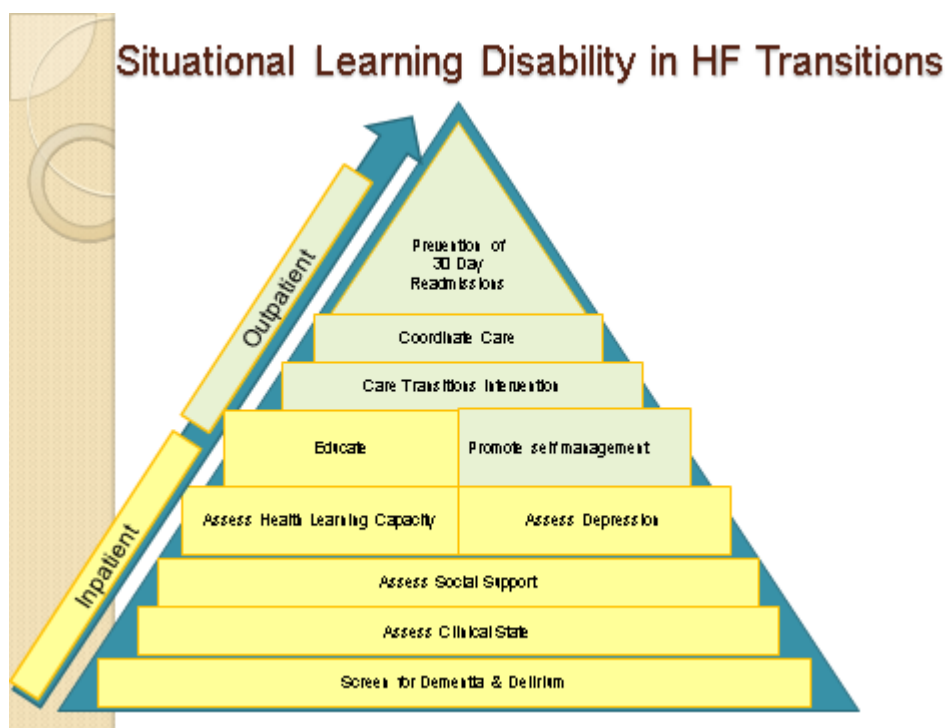 Situational Learning Disability in HF Transitions
Outpatient
Inpatient
Prevention of
30 Day
Readmissions
Coordinate Care
Care Transitions Intervention
Educate
Promote self management
Assess Health Learning Capacity
Assess Depression
Assess Social Support
Assess Clinical State
Screen for Dementia & Delirium